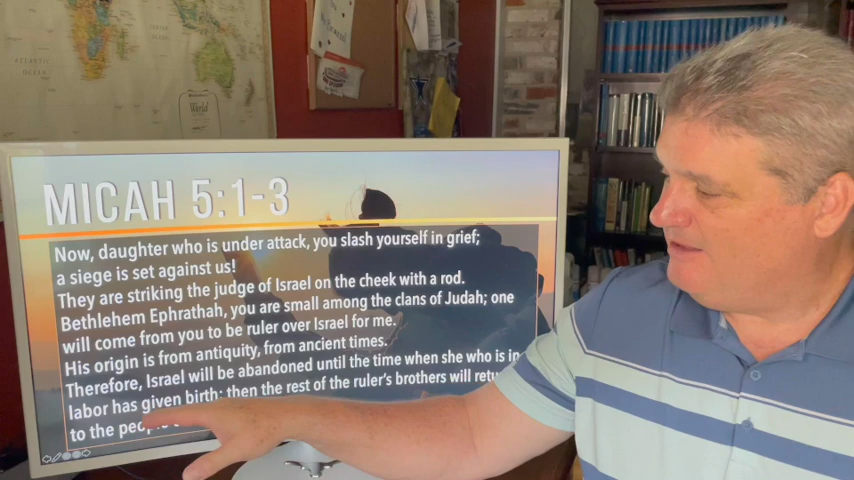 ATLANTIC
OCEAN
World
MICAH 5:1-3
Now, daughter who is under attack, you slash yourself in grief;
a siege is set against us!
They are striking the judge of Israel on the cheek with a rod.
Bethlehem Ephrathah, you are small among the clans of Judah; one
will come from you to be ruler over Israel for me.
His origin is from antiquity, from ancient times.
Therefore, Israel will be abandoned until the time when she who is in
labor has given birth; then the rest of the ruler's brothers will
to the